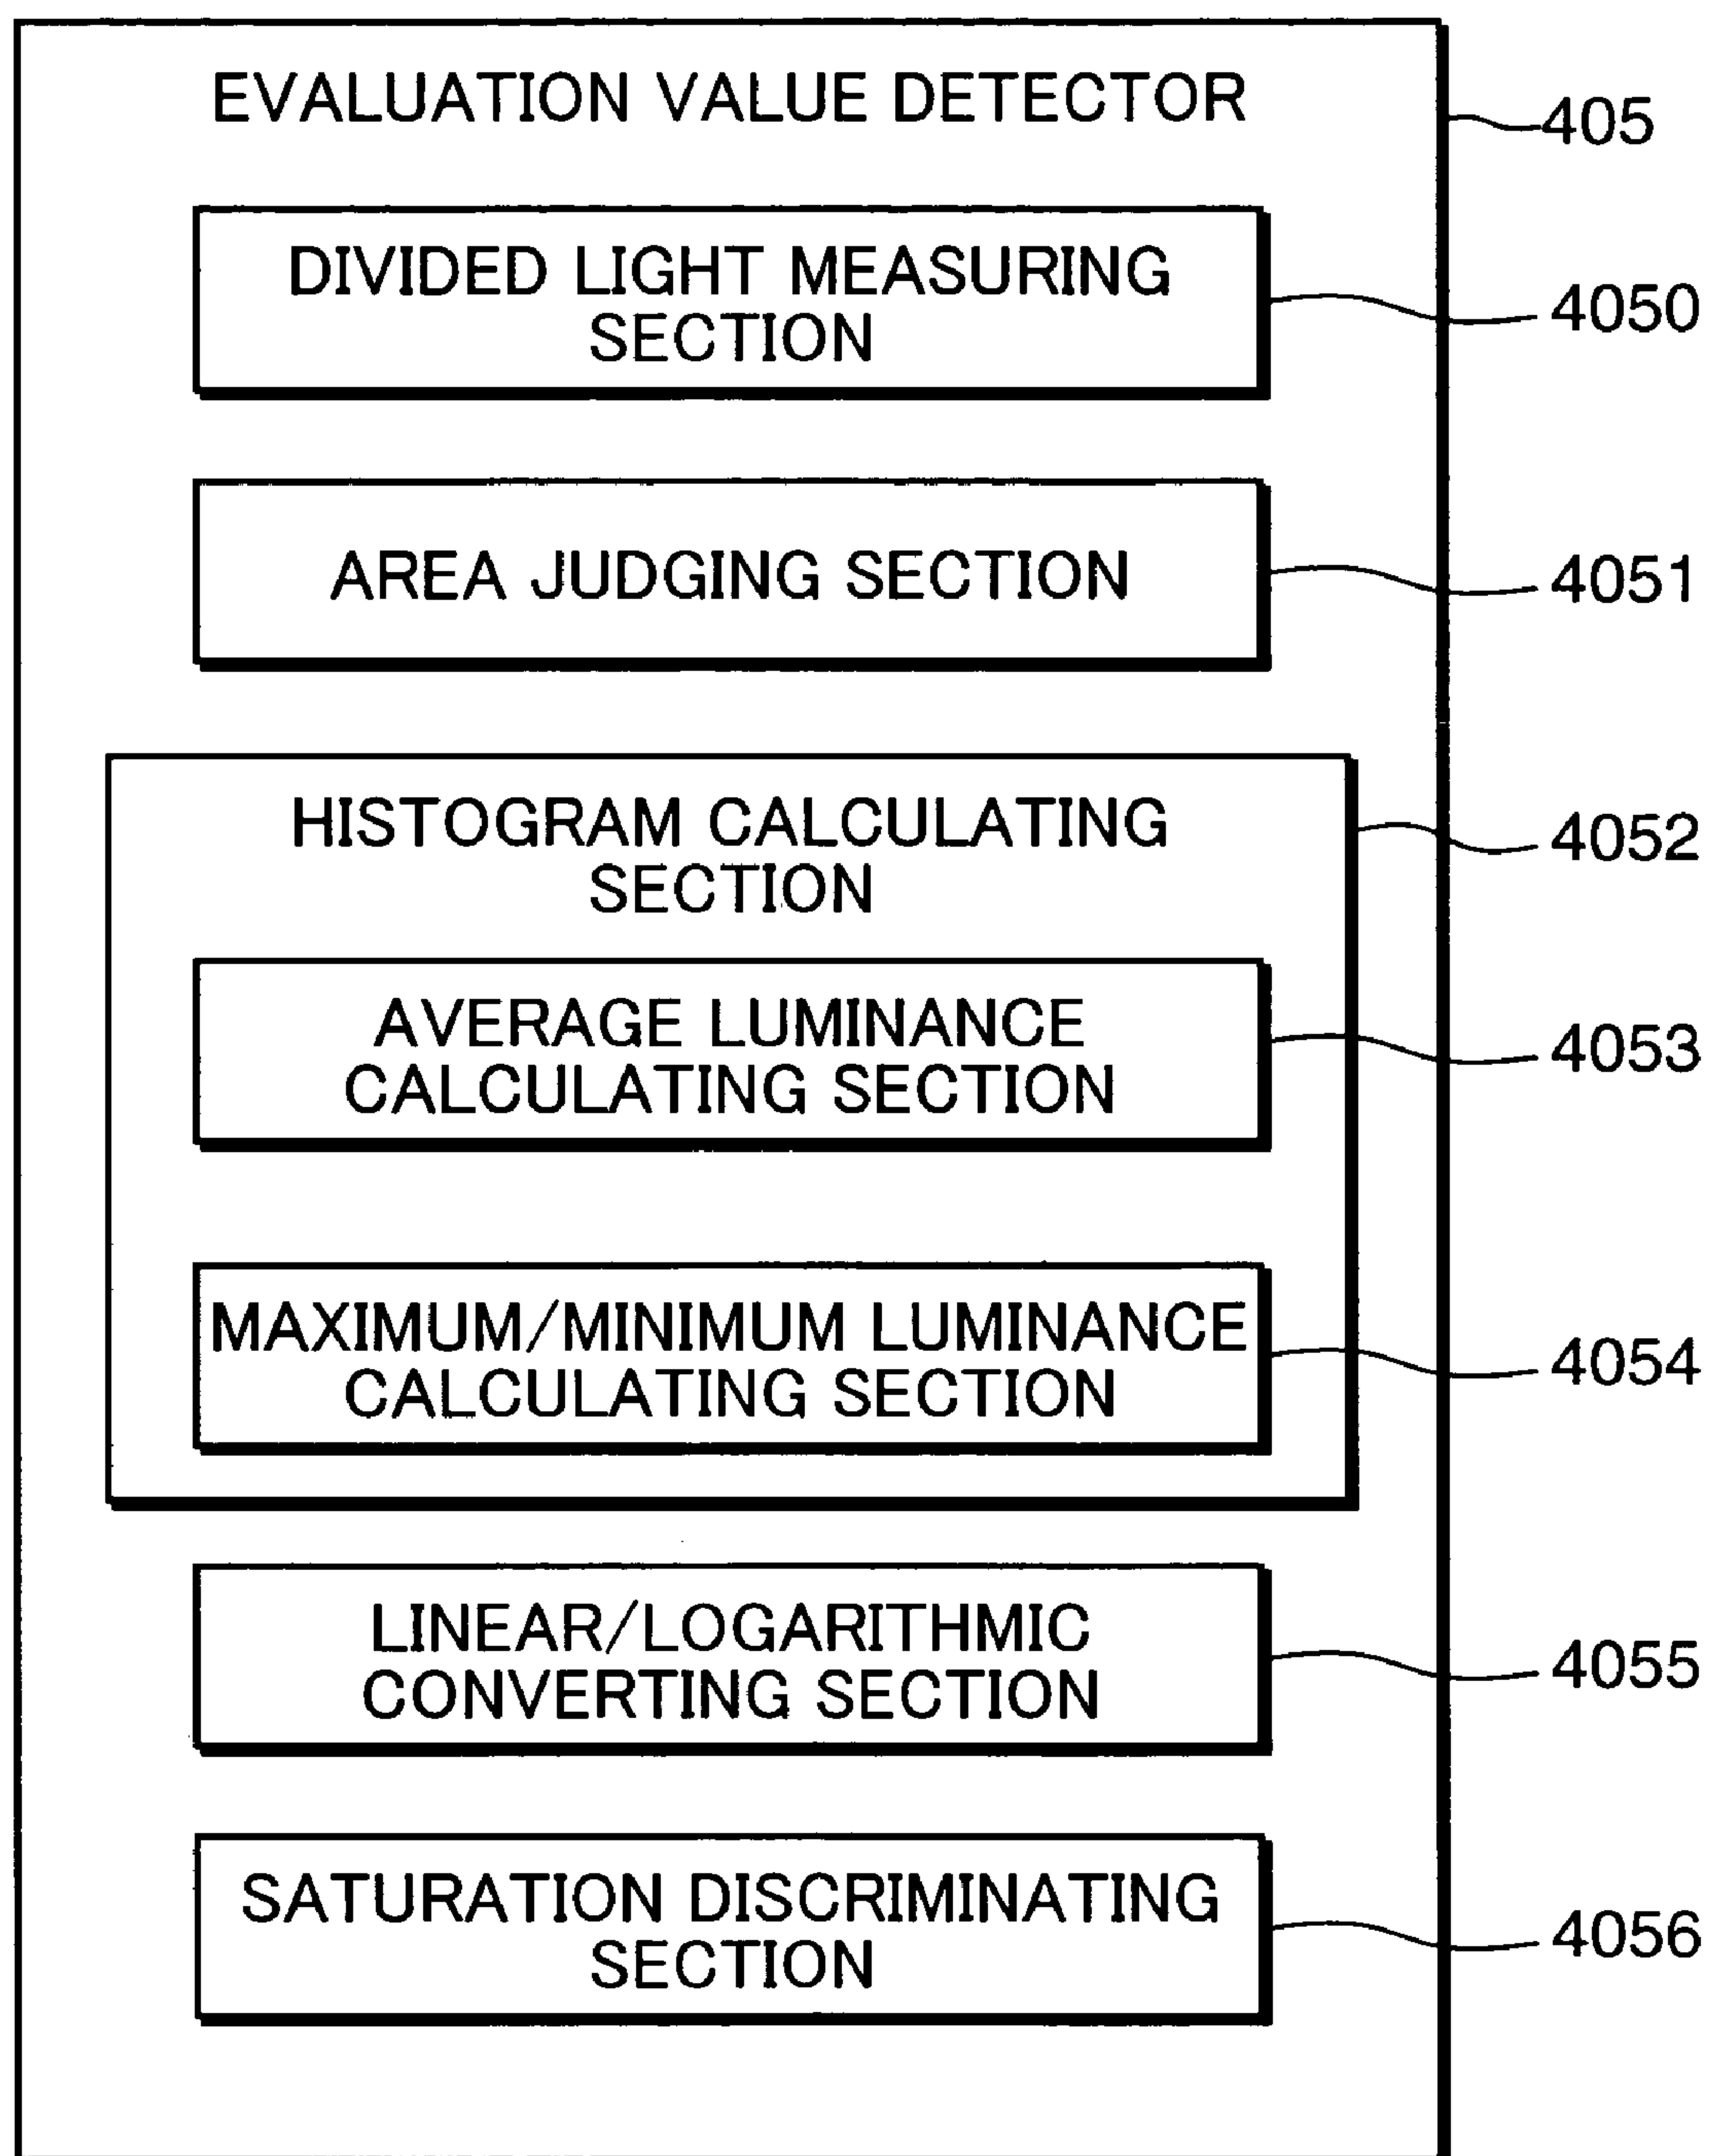 EVALUATION VALUE DETECTOR
405
DIVIDED LIGHT MEASURING
SECTION
4050
AREA JUDGING SECTION
4051
HISTOGRAM CALCULATING
SECTION
4052
AVERAGE LUMINANCE
CALCULATING SECTION
4053
MAXIMUM/MINIMUM LUMINANCE
CALCULATING SECTION
4054
LINEAR/LOGARITHMIC
CONVERTING SECTION
4055
SATURATION DISCRIMINATING
SECTION
4056